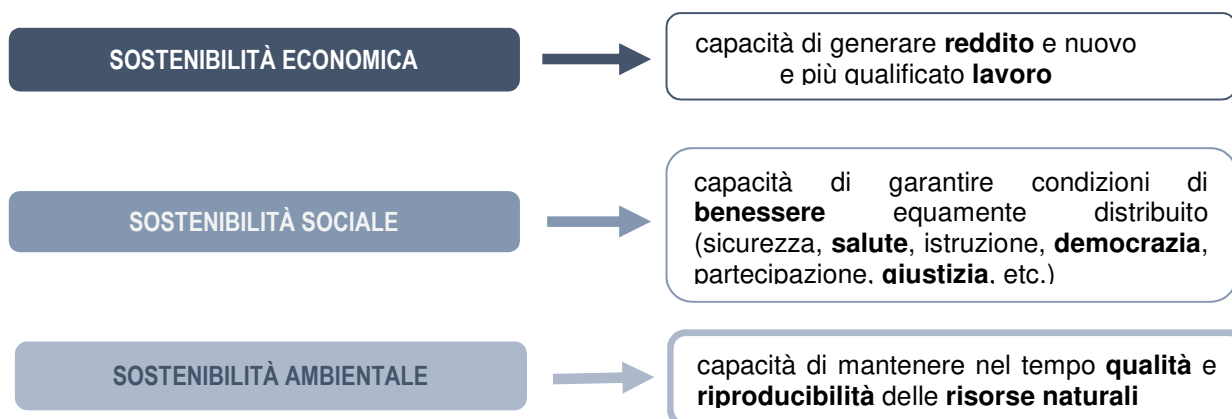 SOSTENIBILITÀ ECONOMICA
capacità di generare reddito e nuovo
e più qualificato lavoro
SOSTENIBILITÀ SOCIALE
capacità di garantire condizioni di
benessere equamente distribuito
(sicurezza, salute, istruzione, democrazia,
partecipazione, giustizia, etc.)
SOSTENIBILITÀ AMBIENTALE
capacità di mantenere nel tempo qualità e
riproducibilità delle risorse naturali